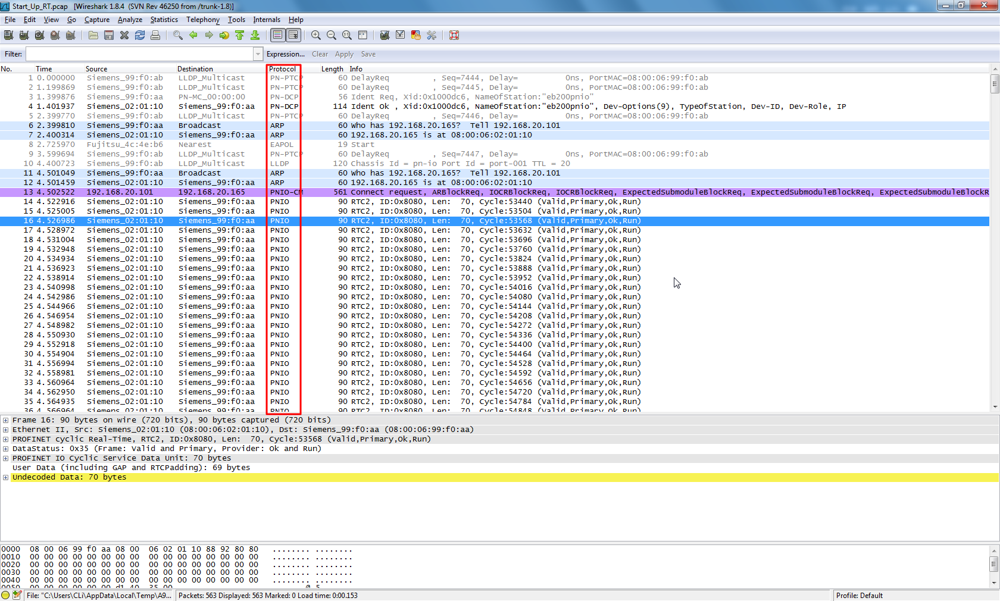 Start_Up_RT.pcap   [Wireshark 1.8.4  (SVN Rev 46250 from /trunk-1.8)]
File Edit View Go Capture Analyze Statistics Telephony Tools Internals Help
Filter: Expression... Clear Apply Save
No. Time Source Destination Protocol Length Info
1 0.000000 Siemens_99:f0:ab LLDP_Multicast PN-PTCP 60 DelayReq , Seq=7444, Delay= 0ns, PortMAC=08:00:06:99:f0:ab
2 1.199869 Siemens_99:f0:ab LLDP_Multicast PN-PTCP 60 DelayReq , Seq=7445, Delay= 0ns, PortMAC=08:00:06:99:f0:ab
3 1.399876 Siemens_99:f0:aa PN-MC_00:00:00 PN-DCP 56 Ident Req, Xid:0x1000dc6, NameOfStation:"eb200pnio"
4 1.401937 Siemens_02:01:10 Siemens_99:f0:aa PN-DCP 114 Ident Ok , Xid:0x1000dc6, NameOfStation:"eb200pnio", Dev-Options(9), TypeOfStation, Dev-ID, Dev-Role, IP
5 2.399770 Siemens_99:f0:ab LLDP_Multicast PN-PTCP 60 DelayReq , Seq=7446, Delay= 0ns, PortMAC=08:00:06:99:f0:ab
6 2.399810 Siemens_99:f0:aa Broadcast ARP 60 Who has 192.168.20.165?  Tell 192.168.20.101
7 2.400314 Siemens_02:01:10 Siemens_99:f0:aa ARP 60 192.168.20.165 is at 08:00:06:02:01:10
8 2.725970 Fujitsu_4c:4e:b6 Nearest EAPOL 19 Start
9 3.599694 Siemens_99:f0:ab LLDP_Multicast PN-PTCP 60 DelayReq , Seq=7447, Delay= 0ns, PortMAC=08:00:06:99:f0:ab
10 4.400723 Siemens_99:f0:ab LLDP_Multicast LLDP 120 Chassis Id = pn-io Port Id = port-001 TTL = 20
11 4.501049 Siemens_99:f0:aa Broadcast ARP 60 Who has 192.168.20.165?  Tell 192.168.20.101
12 4.501459 Siemens_02:01:10 Siemens_99:f0:aa ARP 60 192.168.20.165 is at 08:00:06:02:01:10
13 4.502522 192.168.20.101 192.168.20.165 PNIO-CM 561 Connect request, ARBlockReq, IOCRBlockReq, IOCRBlockReq, ExpectedSubmoduleBlockReq, ExpectedSubmoduleBlockReq, ExpectedSubmoduleBlockR
14 4.522916 Siemens_02:01:10 Siemens_99:f0:aa PNIO 90 RTC2, ID:0x8080, Len:  70, Cycle:53440 (Valid,Primary,Ok,Run)
15 4.525005 Siemens_02:01:10 Siemens_99:f0:aa PNIO 90 RTC2, ID:0x8080, Len:  70, Cycle:53504 (Valid,Primary,Ok,Run)
16 4.526986 Siemens_02:01:10 Siemens_99:f0:aa PNIO 90 RTC2, ID:0x8080, Len:  70, Cycle:53568 (Valid,Primary,Ok,Run)
17 4.528972 Siemens_02:01:10 Siemens_99:f0:aa PNIO 90 RTC2, ID:0x8080, Len:  70, Cycle:53632 (Valid,Primary,Ok,Run)
18 4.531004 Siemens_02:01:10 Siemens_99:f0:aa PNIO 90 RTC2, ID:0x8080, Len:  70, Cycle:53696 (Valid,Primary,Ok,Run)
19 4.532948 Siemens_02:01:10 Siemens_99:f0:aa PNIO 90 RTC2, ID:0x8080, Len:  70, Cycle:53760 (Valid,Primary,Ok,Run)
20 4.534934 Siemens_02:01:10 Siemens_99:f0:aa PNIO 90 RTC2, ID:0x8080, Len:  70, Cycle:53824 (Valid,Primary,Ok,Run)
21 4.536923 Siemens_02:01:10 Siemens_99:f0:aa PNIO 90 RTC2, ID:0x8080, Len:  70, Cycle:53888 (Valid,Primary,Ok,Run)
22 4.538914 Siemens_02:01:10 Siemens_99:f0:aa PNIO 90 RTC2, ID:0x8080, Len:  70, Cycle:53952 (Valid,Primary,Ok,Run)
23 4.540998 Siemens_02:01:10 Siemens_99:f0:aa PNIO 90 RTC2, ID:0x8080, Len:  70, Cycle:54016 (Valid,Primary,Ok,Run)
24 4.542986 Siemens_02:01:10 Siemens_99:f0:aa PNIO 90 RTC2, ID:0x8080, Len:  70, Cycle:54080 (Valid,Primary,Ok,Run)
25 4.544966 Siemens_02:01:10 Siemens_99:f0:aa PNIO 90 RTC2, ID:0x8080, Len:  70, Cycle:54144 (Valid,Primary,Ok,Run)
26 4.546954 Siemens_02:01:10 Siemens_99:f0:aa PNIO 90 RTC2, ID:0x8080, Len:  70, Cycle:54208 (Valid,Primary,Ok,Run)
27 4.548982 Siemens_02:01:10 Siemens_99:f0:aa PNIO 90 RTC2, ID:0x8080, Len:  70, Cycle:54272 (Valid,Primary,Ok,Run)
28 4.550930 Siemens_02:01:10 Siemens_99:f0:aa PNIO 90 RTC2, ID:0x8080, Len:  70, Cycle:54336 (Valid,Primary,Ok,Run)
29 4.552918 Siemens_02:01:10 Siemens_99:f0:aa PNIO 90 RTC2, ID:0x8080, Len:  70, Cycle:54400 (Valid,Primary,Ok,Run)
30 4.554904 Siemens_02:01:10 Siemens_99:f0:aa PNIO 90 RTC2, ID:0x8080, Len:  70, Cycle:54464 (Valid,Primary,Ok,Run)
31 4.556994 Siemens_02:01:10 Siemens_99:f0:aa PNIO 90 RTC2, ID:0x8080, Len:  70, Cycle:54528 (Valid,Primary,Ok,Run)
32 4.558981 Siemens_02:01:10 Siemens_99:f0:aa PNIO 90 RTC2, ID:0x8080, Len:  70, Cycle:54592 (Valid,Primary,Ok,Run)
33 4.560964 Siemens_02:01:10 Siemens_99:f0:aa PNIO 90 RTC2, ID:0x8080, Len:  70, Cycle:54656 (Valid,Primary,Ok,Run)
34 4.562950 Siemens_02:01:10 Siemens_99:f0:aa PNIO 90 RTC2, ID:0x8080, Len:  70, Cycle:54720 (Valid,Primary,Ok,Run)
35 4.564935 Siemens_02:01:10 Siemens_99:f0:aa PNIO 90 RTC2, ID:0x8080, Len:  70, Cycle:54784 (Valid,Primary,Ok,Run)
36 4.566964 Siemens_02:01:10 Siemens_99:f0:aa PNIO 90 RTC2, ID:0x8080, Len:  70, Cycle:54848 (Valid,Primary,Ok,Run)
Frame 16: 90 bytes on wire (720 bits), 90 bytes captured (720 bits)
Ethernet II, Src: Siemens_02:01:10 (08:00:06:02:01:10), Dst: Siemens_99:f0:aa (08:00:06:99:f0:aa)
PROFINET cyclic Real-Time, RTC2, ID:0x8080, Len:  70, Cycle:53568 (Valid,Primary,Ok,Run)
DataStatus: 0x35 (Frame: Valid and Primary, Provider: Ok and Run)
PROFINET IO Cyclic Service Data Unit: 70 bytes
User Data (including GAP and RTCPadding): 69 bytes
Undecoded Data: 70 bytes
0000  08 00 06 99 f0 aa 08 00  06 02 01 10 88 92 80 80   ........ ........
0010  00 00 00 00 00 00 00 00  00 00 00 00 00 00 00 00   ........ ........
0020  00 00 00 00 00 00 00 00  00 00 00 00 00 00 00 00   ........ ........
0030  00 00 00 00 00 00 00 00  00 00 00 00 00 00 00 00   ........ ........
0040  00 00 00 00 00 00 00 00  00 00 00 00 00 00 00 00   ........ ........
0050  00 00 00 00 00 00 d1 40  35 00   .......@ 5.
File: "C:\Users\CLi\AppData\Local\Temp\A9... Packets: 563 Displayed: 563 Marked: 0 Load time: 0:00.153 Profile: Default